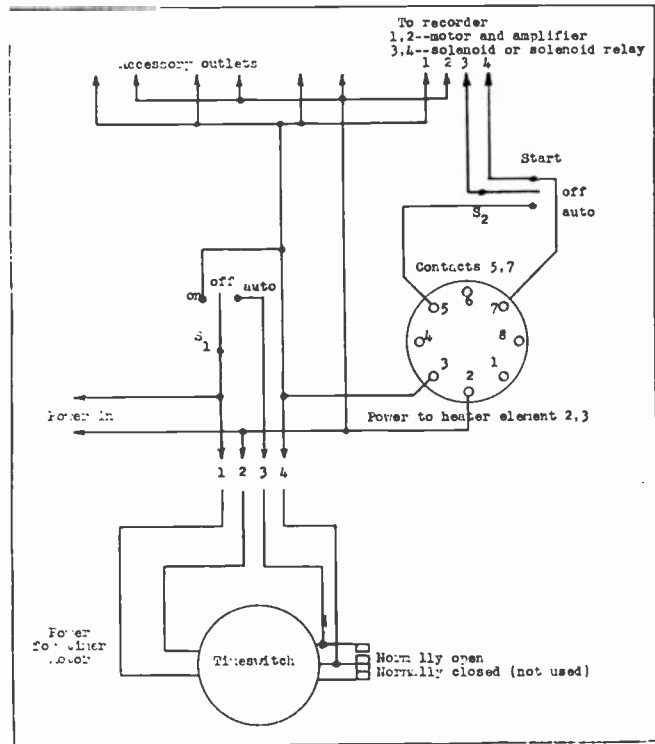 To recorder
1,2--motor and amplifier
3,4--solenoid or solenoid relay
Accessory outlets
1 2 3 4
Start
off
S2
auto
Contacts 5,7
on off auto
S1
6
5 7
4 8
3 1
2
Power in
Power to heater element 2,3
1 2 3 4
Power
for timer
motor
Timeswitch
Normally open
Normally closed (not used)